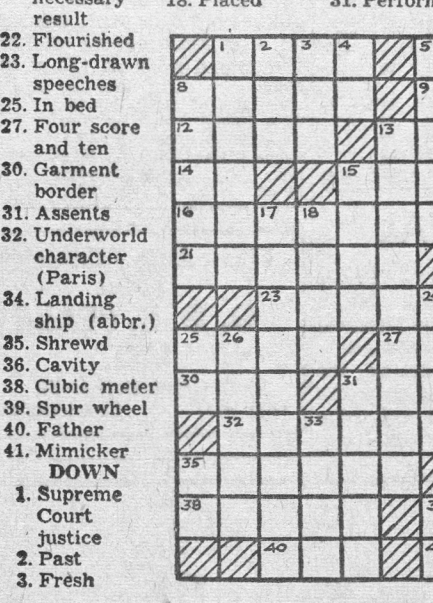 necessary
result
22. Flourished
23. Long-drawn
speeches
25. In bed
27. Four score
and ten
30. Garment
border
31. Assents
32. Underworld
character
(Paris)
34. Landing
ship (abbr.)
35. Shrewd
36. Cavity
38. Cubic meter
39. Spur wheel
40. Father
41. Mimicker
DOWN
1. Supreme
Court
justice
2. Past
3. Fresh
18. Placed
31. Perform
1 2 3 4 5
8 9
12 13
14 15
16 17 18
21
23
25 26 27
30 31
32 33
35
38
40